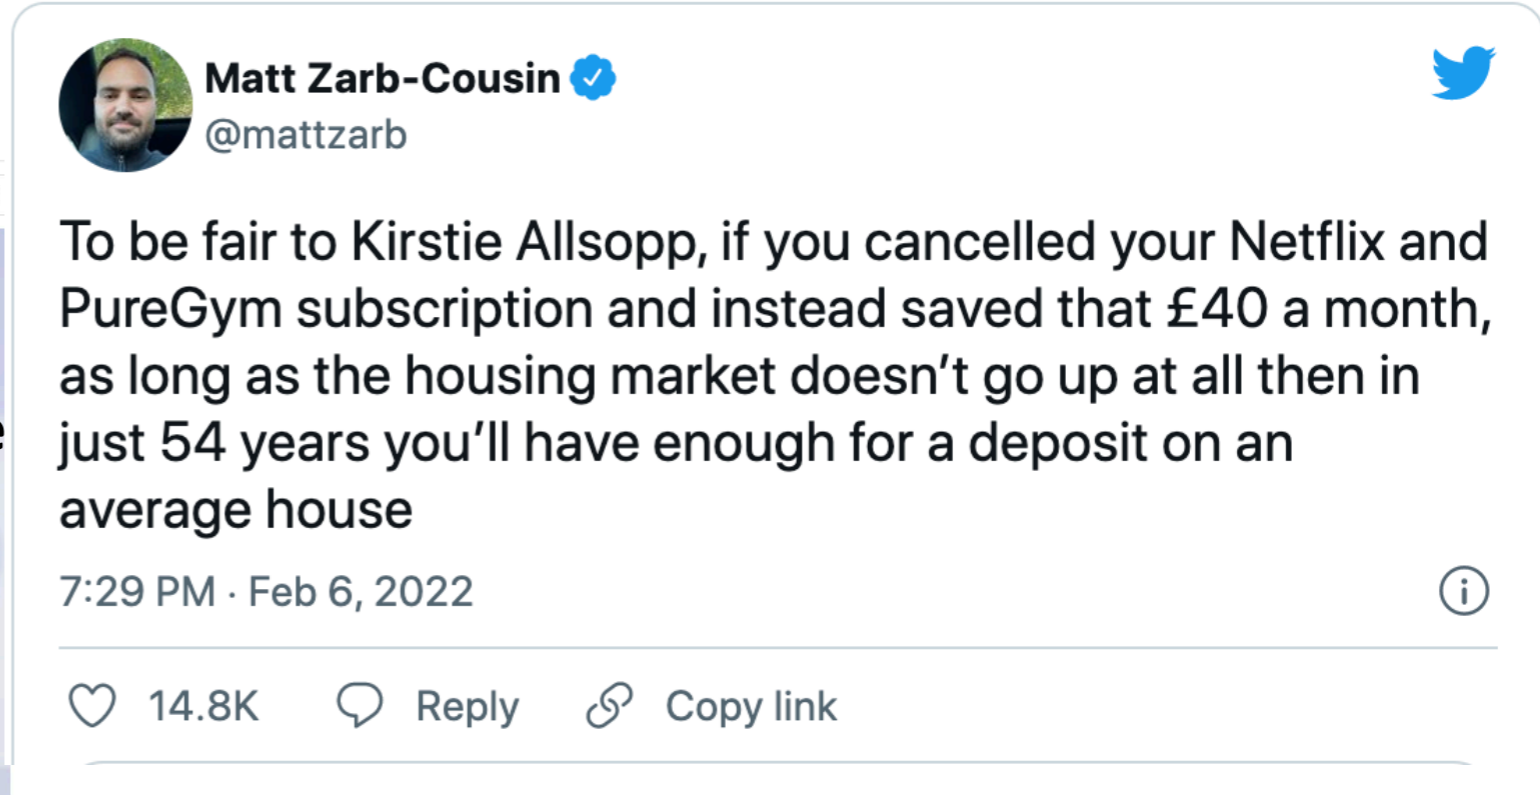 Matt Zarb-Cousin
@mattzarb
To be fair to Kirstie Allsopp, if you cancelled your Netflix and
PureGym subscription and instead saved that £40 a month,
as long as the housing market doesn’t go up at all then in
just 54 years you’ll have enough for a deposit on an
average house
7:29 PM · Feb 6, 2022
14.8K Reply Copy link